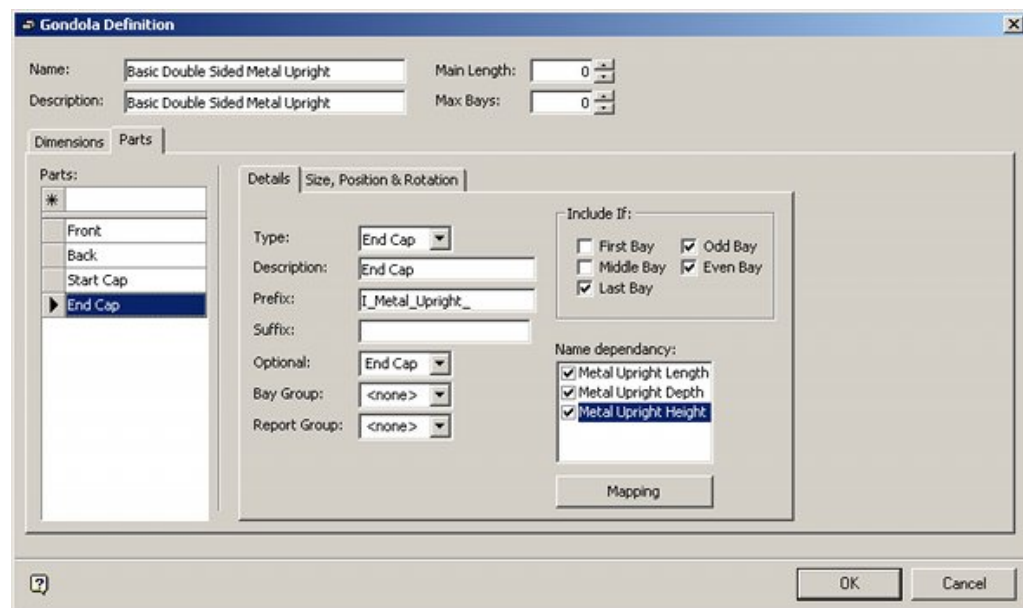 Gondola Definition
Name: Basic Double Sided Metal Upright Main Length: 0
Description: Basic Double Sided Metal Upright Max Bays: 0
Dimensions Parts
Parts:
Front
Back
Start Cap
End Cap
Details Size, Position & Rotation
Type: End Cap
Description: End Cap
Prefix: I_Metal_Upright_
Suffix:
Optional: End Cap
Bay Group: <none>
Report Group: <none>
Include If:
First Bay Odd Bay
Middle Bay Even Bay
Last Bay
Name dependancy:
Metal Upright Length
Metal Upright Depth
Metal Upright Height
Mapping
OK Cancel